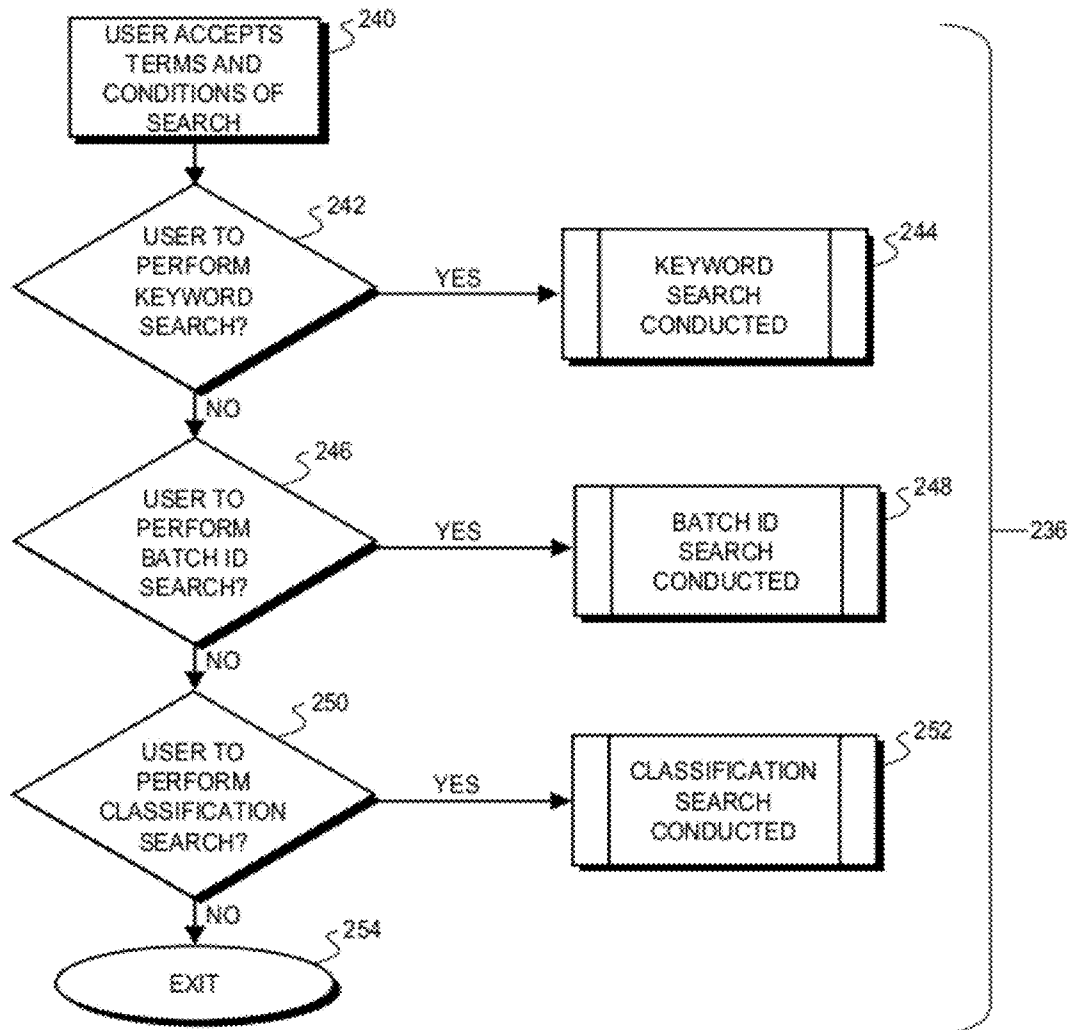 USER ACCEPTS
TERMS AND
CONDITIONS OF
SEARCH
240
USER TO
PERFORM
KEYWORD
SEARCH?
242
YES
KEYWORD
SEARCH
CONDUCTED
244
NO
USER TO
PERFORM
BATCH ID
SEARCH?
246
YES
BATCH ID
SEARCH
CONDUCTED
248
236
NO
USER TO
PERFORM
CLASSIFICATION
SEARCH?
250
YES
CLASSIFICATION
SEARCH
CONDUCTED
252
NO
EXIT
254